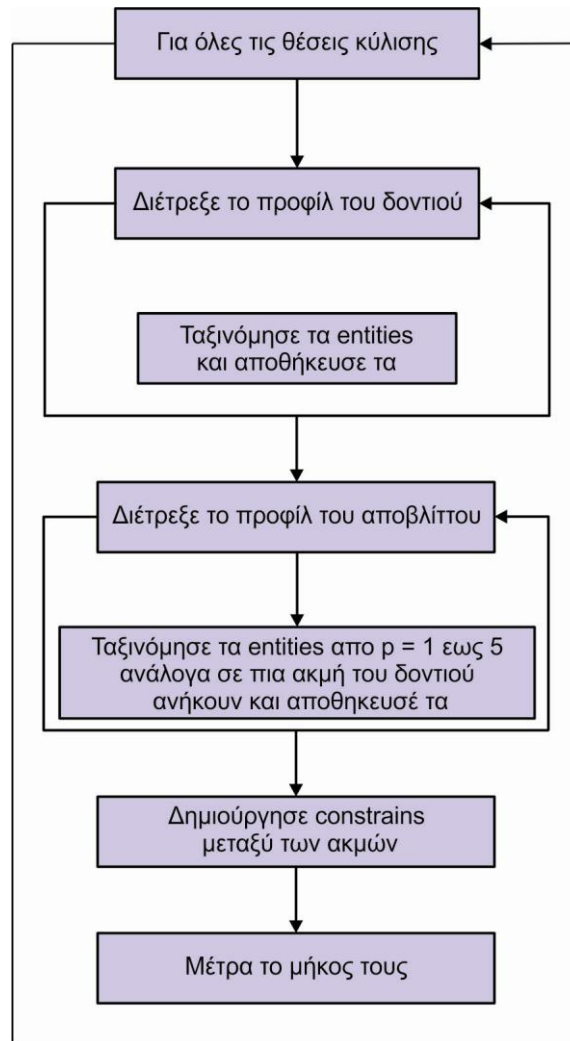 Για όλες τις θέσεις κύλισης
Διέτρεξε το προφίλ του δοντιού
Ταξινόμησε τα entities
και αποθήκευσε τα
Διέτρεξε το προφίλ του αποβλίττου
Ταξινόμησε τα entities απο p = 1 εως 5
ανάλογα σε πια ακμή του δοντιού
ανήκουν και αποθηκευσέ τα
Δημιούργησε constrains
μεταξύ των ακμών
Μέτρα το μήκος τους